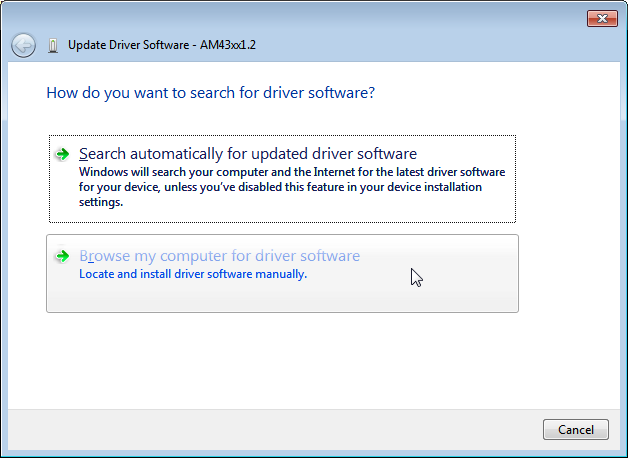 Update Driver Software - AM43xx1.2
How do you want to search for driver software?
Search automatically for updated driver software
Windows will search your computer and the Internet for the latest driver software
for your device, unless you've disabled this feature in your device installation
settings.
Browse my computer for driver software
Locate and install driver software manually.
Cancel